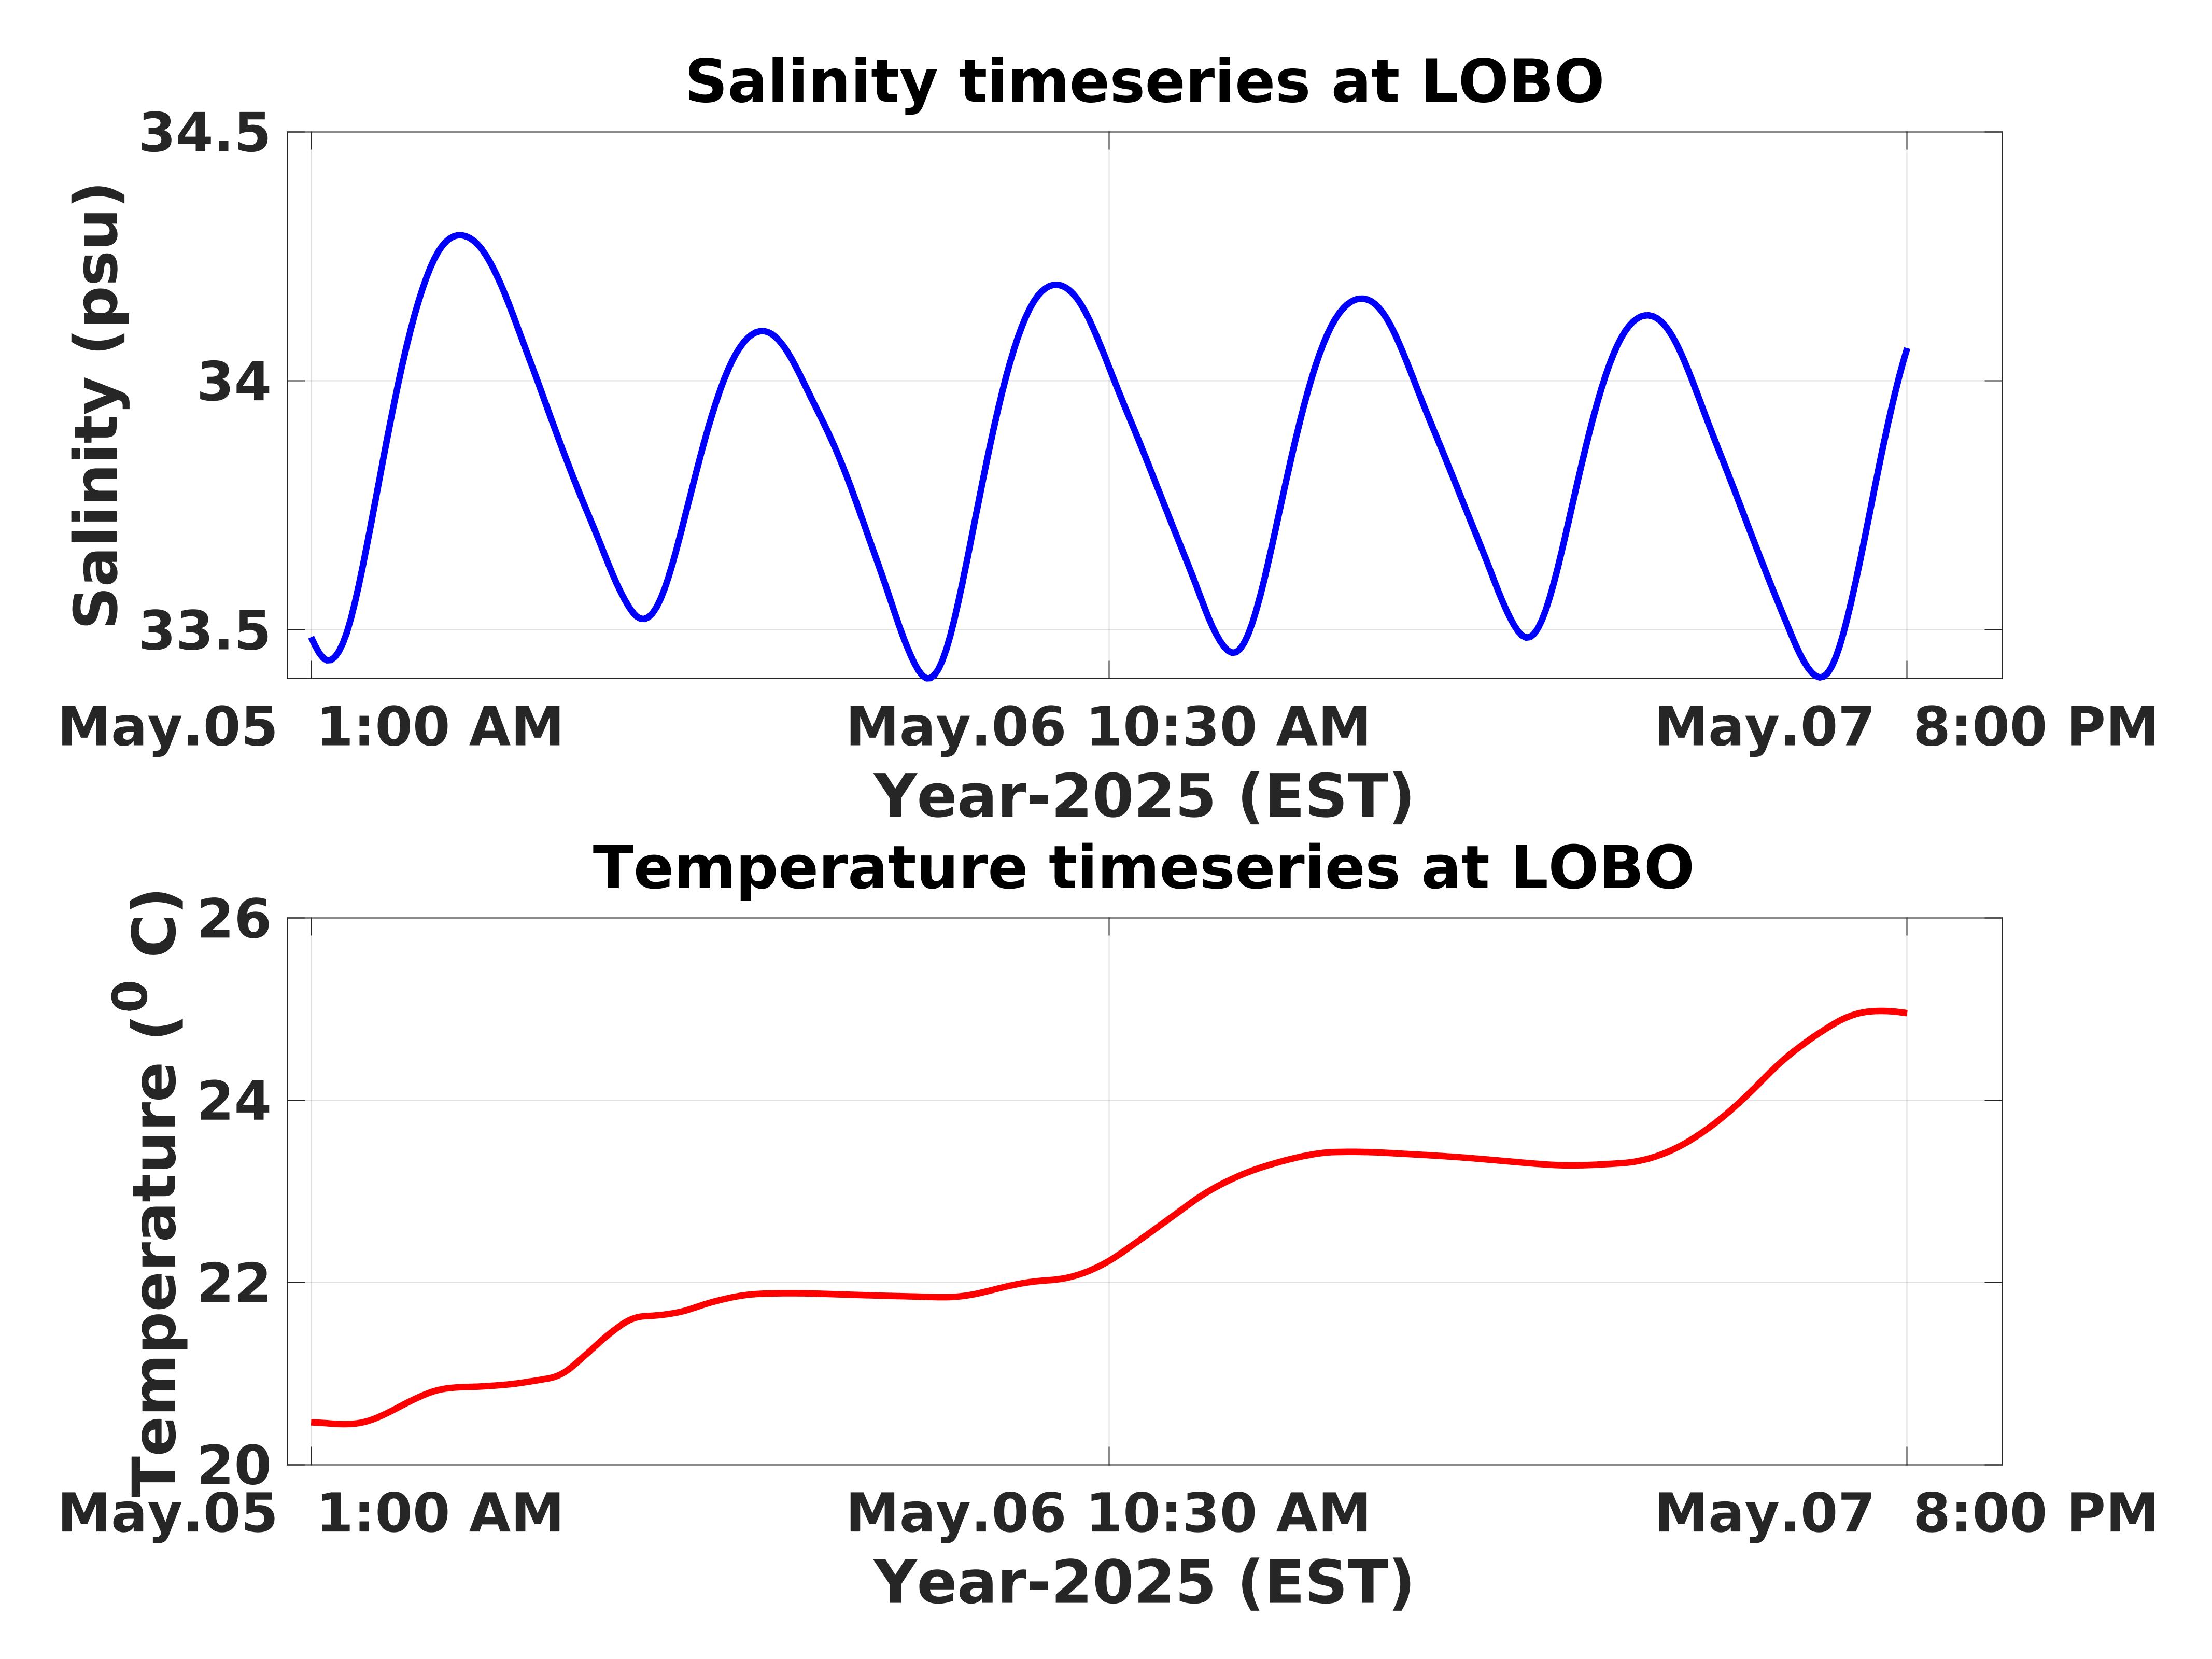 Salinity timeseries at LOBO
Salinity (psu)
34.5
34
33.5
May.05 1:00 AM
May.06 10:30 AM
May.07 8:00 PM
Year-2025 (EST)
Temperature timeseries at LOBO
Temperature (⁰ C)
26
24
22
20
May.05 1:00 AM
May.06 10:30 AM
May.07 8:00 PM
Year-2025 (EST)